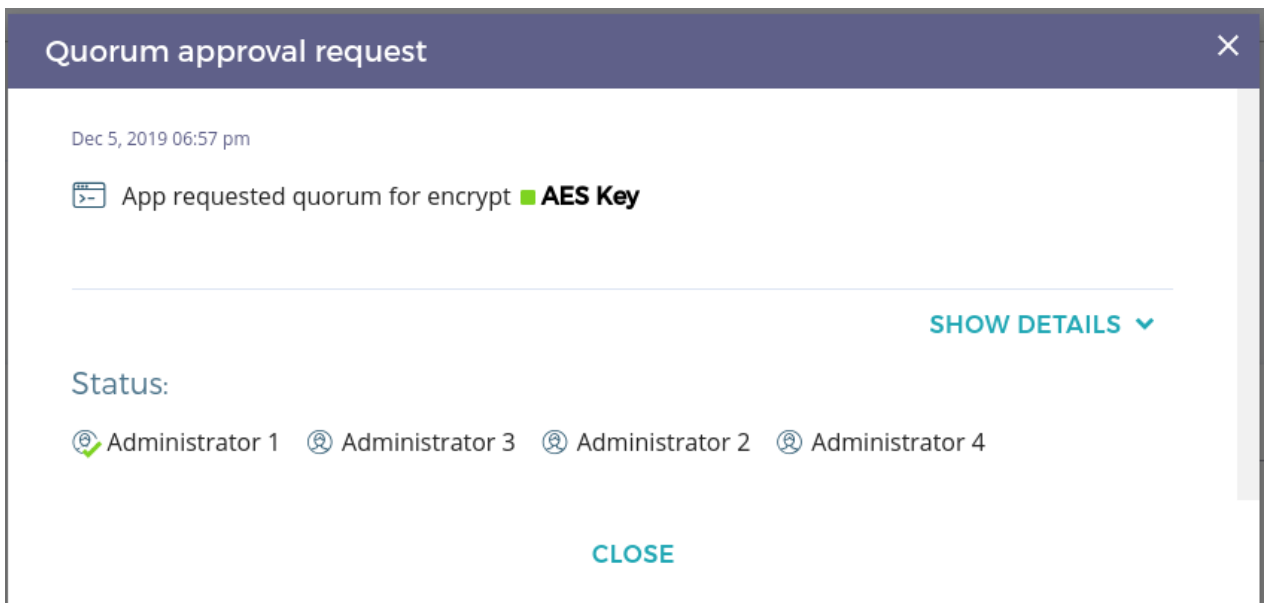 Quorum approval request
Dec 5, 2019 06:57 pm
App requested quorum for encrypt AES Key
SHOW DETAILS
Status:
Administrator 1 Administrator 3 Administrator 2 Administrator 4
CLOSE